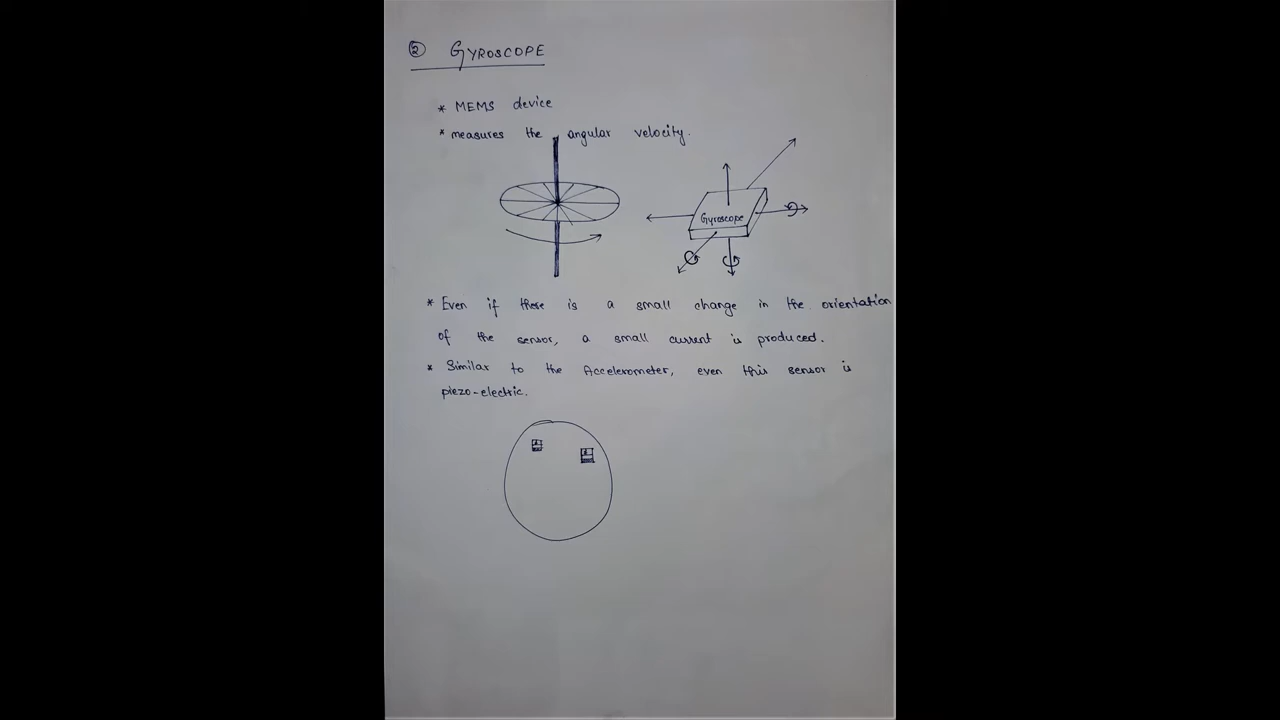 ② GYROSCOPE
* MEMS device
* measures the angular velocity.
Gyroscope
* Even if there is a small change in the orientation
of the sensor, a small current is produced.
* Similar to the Accelerometer, even this sensor is
piezo-electric.